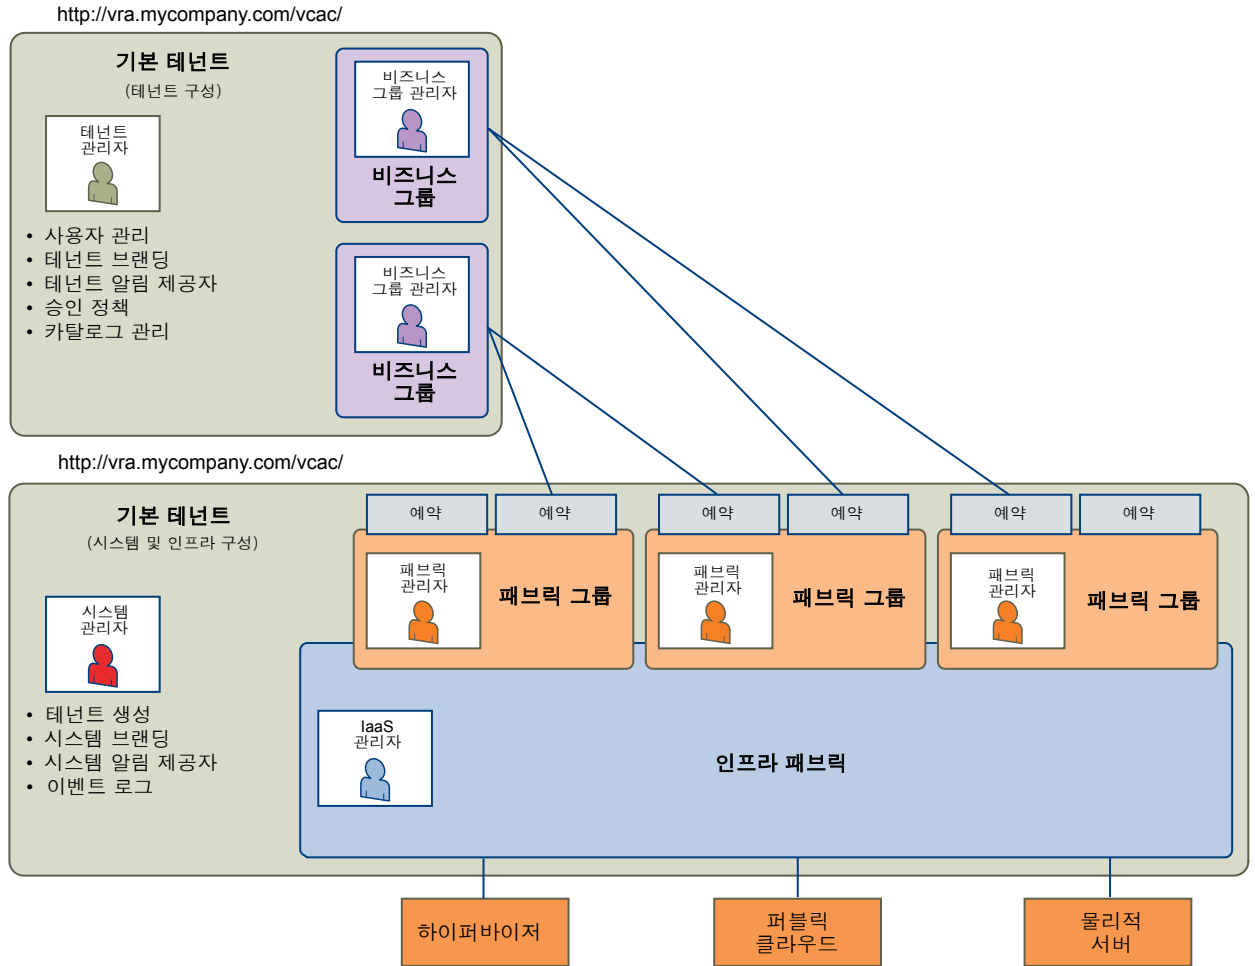 http://vra.mycompany.com/vcac/
기본 테넌트
(테넌트 구성)
테넌트
관리자
• 사용자 관리
• 테넌트 브랜딩
• 테넌트 알림 제공자
• 승인 정책
• 카탈로그 관리
비즈니스
그룹 관리자
비즈니스
그룹
비즈니스
그룹 관리자
비즈니스
그룹
http://vra.mycompany.com/vcac/
기본 테넌트
(시스템 및 인프라 구성)
시스템
관리자
• 테넌트 생성
• 시스템 브랜딩
• 시스템 알림 제공자
• 이벤트 로그
예약
예약
패브릭
관리자
패브릭 그룹
예약
예약
패브릭
관리자
패브릭 그룹
예약
예약
패브릭
관리자
패브릭 그룹
IaaS
관리자
인프라 패브릭
하이퍼바이저
퍼블릭
클라우드
물리적
서버